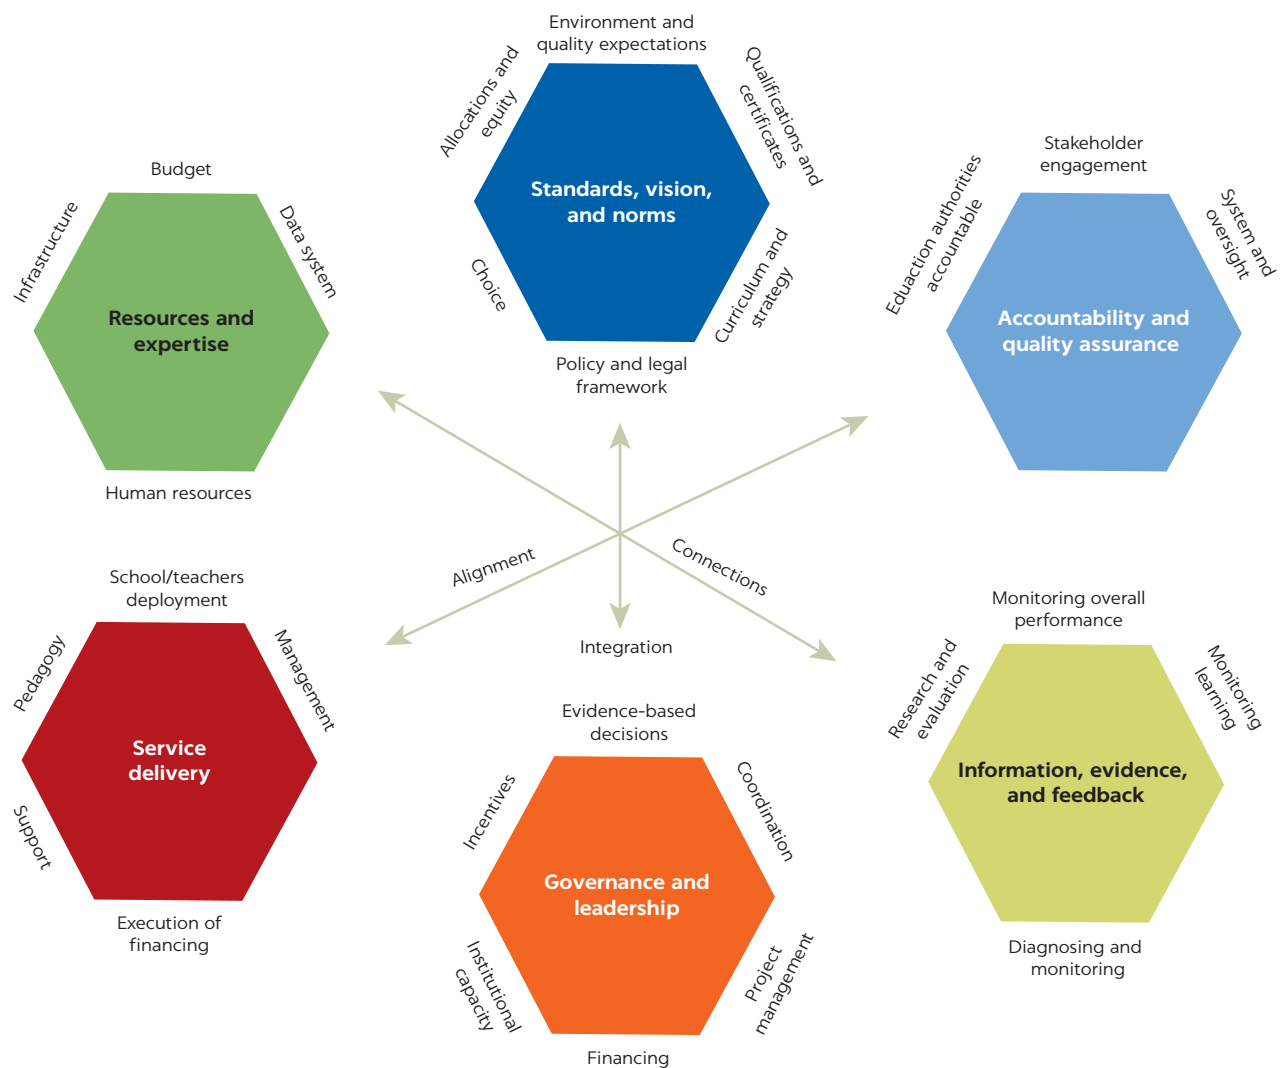 Environment and
quality expectations
Allocations and
equity
Qualifications and
certificates
Standards, vision,
and norms
Choice
Curriculum and
strategy
Policy and legal
framework
Budget
Infrastructure
Data system
Resources and
expertise
Human resources
Stakeholder
engagement
Eduaction authorities
accountable
System and
oversight
Accountability and
quality assurance
Alignment
Connections
Integration
School/teachers
deployment
Pedagogy
Management
Service
delivery
Support
Execution of
financing
Evidence-based
decisions
Incentives
Coordination
Governance and
leadership
Institutional
capacity
Project
management
Financing
Monitoring overall
performance
Research and
evaluation
Monitoring
learning
Information, evidence,
and feedback
Diagnosing and
monitoring